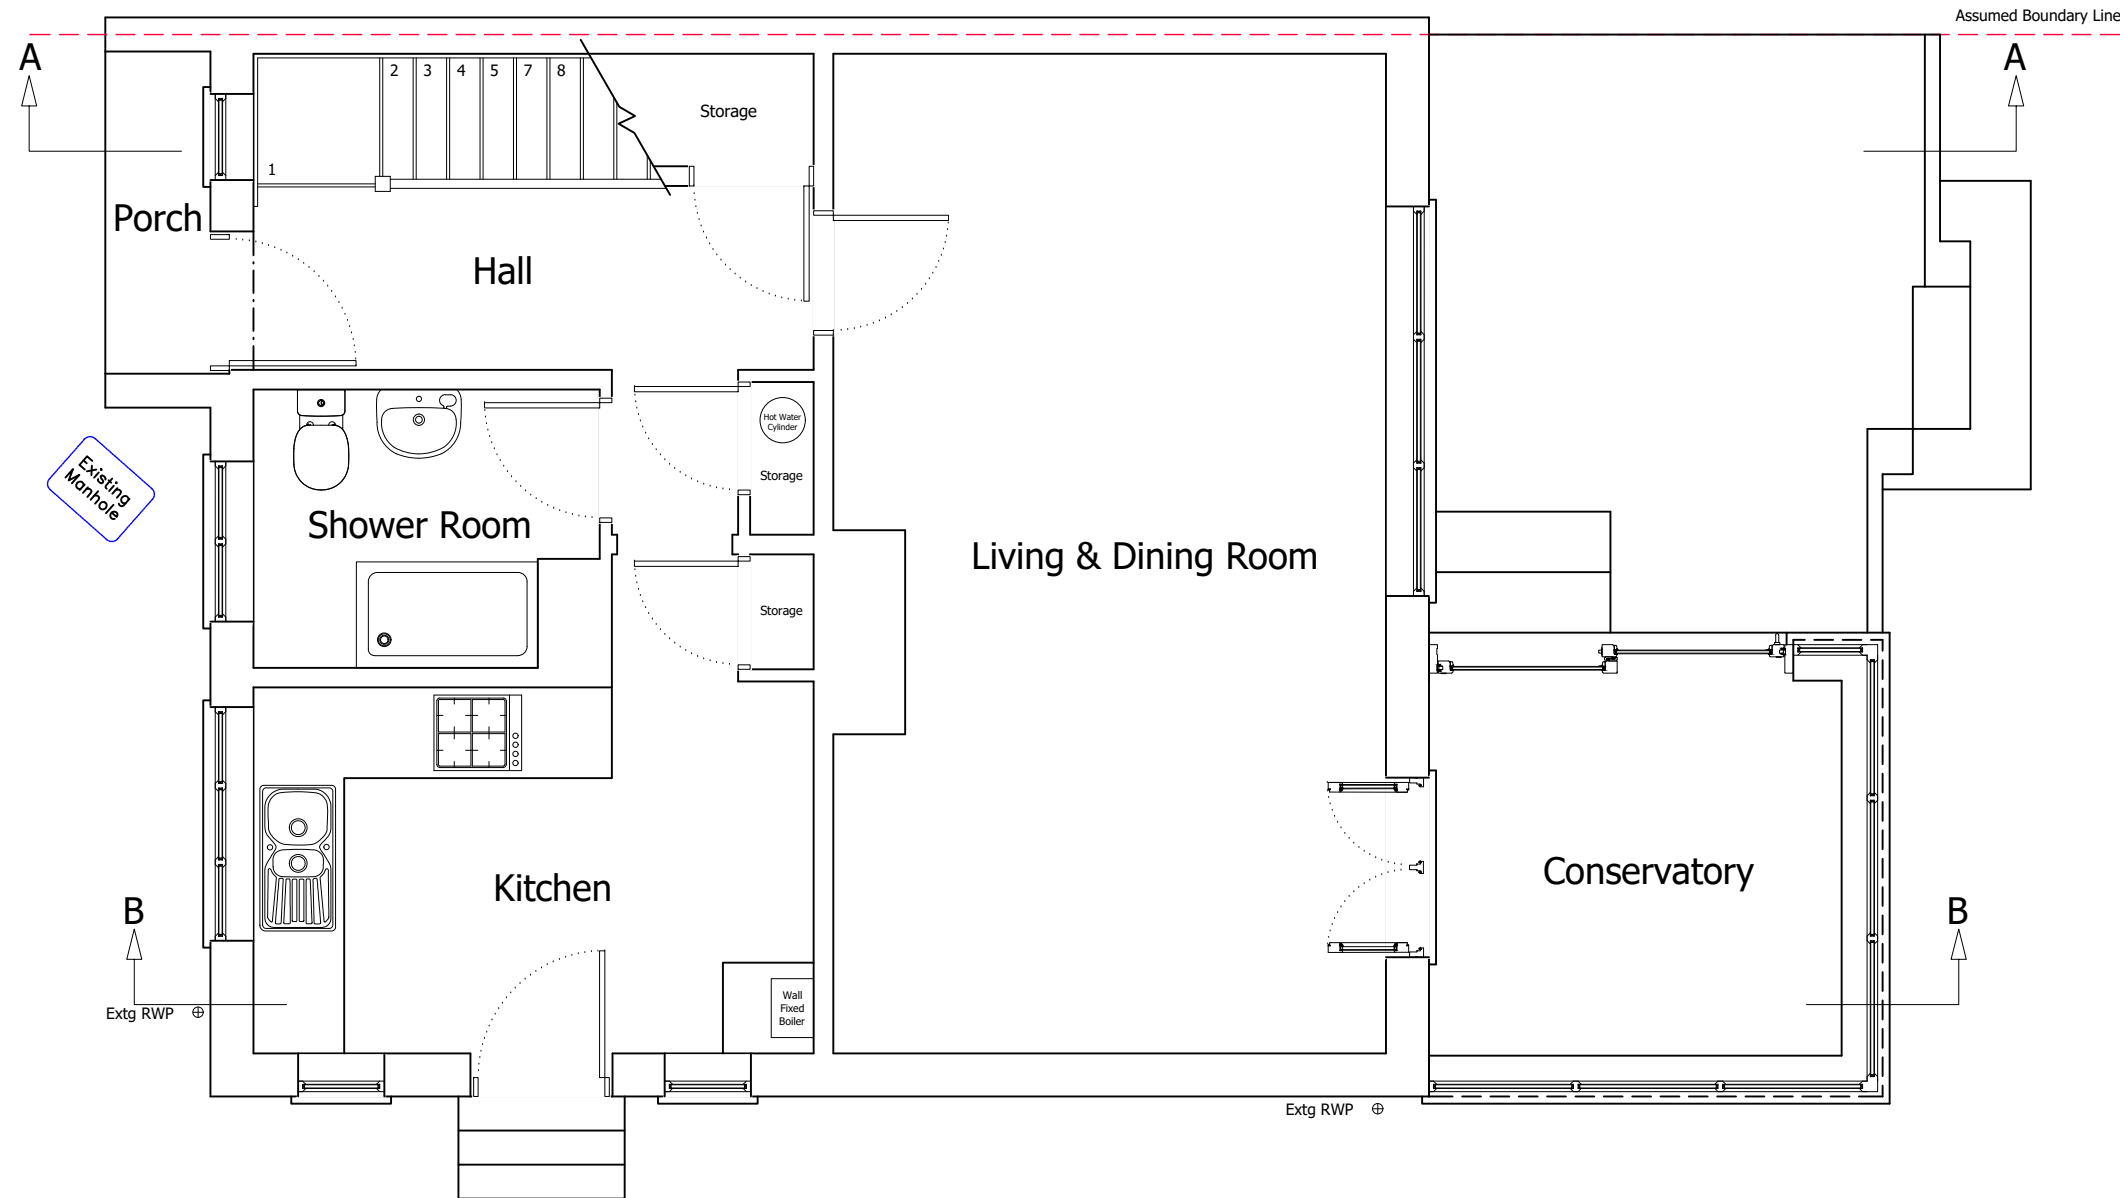 Assumed Boundary Line
A
A
2 3 4 5 7 8
Storage
1
Porch
Hall
Hot Water
Cylinder
Storage
Existing
Manhole
Shower Room
Living & Dining Room
Storage
Kitchen
Conservatory
B
B
Wall
Fixed
Boiler
Extg RWP
Extg RWP